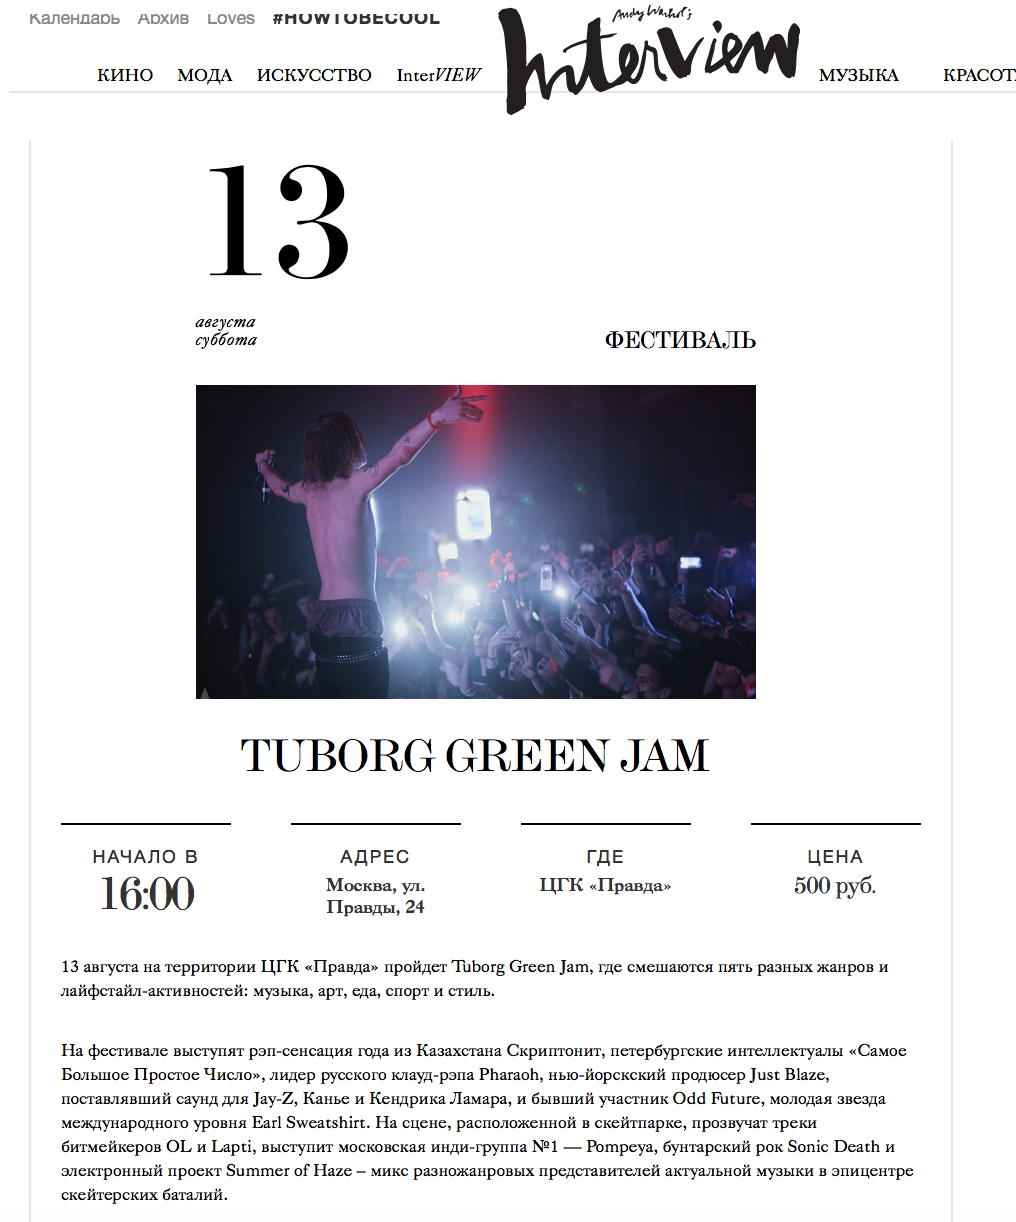 Календарь Архив Loves #HOWTOBECOOL
Andy Warhol's
Interview
КИНО МОДА ИСКУССТВО InterVIEW МУЗЫКА КРАСОТ
13
августа
суббота
ФЕСТИВАЛЬ
TUBORG GREEN JAM
НАЧАЛО В
16:00
АДРЕС
Москва, ул.
Правды, 24
ГДЕ
ЦГК «Правда»
ЦЕНА
500 руб.
13 августа на территории ЦГК «Правда» пройдет Tuborg Green Jam, где смешаются пять разных жанров и
лайфстайл-активностей: музыка, арт, еда, спорт и стиль.
На фестивале выступят рэп-сенсация года из Казахстана Скриптонит, петербургские интеллектуалы «Самое
Большое Простое Число», лидер русского клауд-рэпа Pharaoh, нью-йоркскский продюсер Just Blaze,
поставлявший саунд для Jay-Z, Канье и Кендрика Ламара, и бывший участник Odd Future, молодая звезда
международного уровня Earl Sweatshirt. На сцене, расположенной в скейтпарке, прозвучат треки
битмейкеров OL и Lapti, выступит московская инди-группа №1 — Pompeya, бунтарский рок Sonic Death и
электронный проект Summer of Haze – микс разножанровых представителей актуальной музыки в эпицентре
скейтерских баталий.